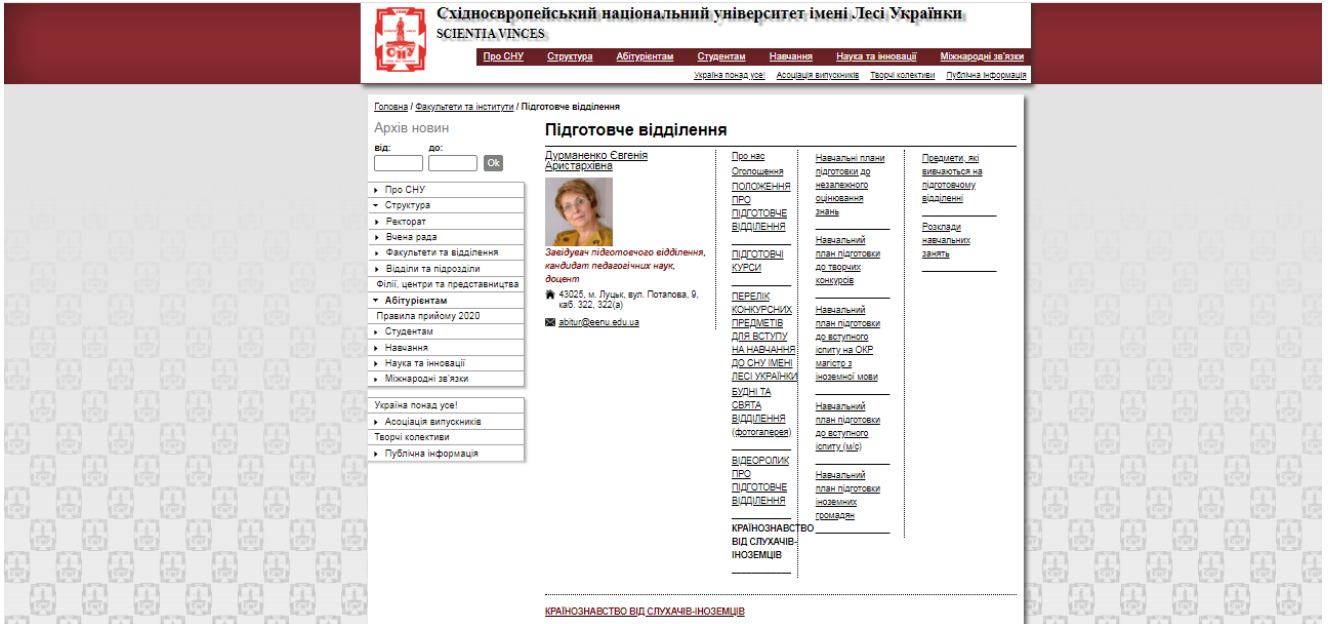 Східноєвропейський національний університет імені Лесі Українки
SCIENTIA VINCES
СНУ
Про СНУ Структура Абітурієнтам Студентам Навчання Наука та інновації Міжнародні зв'язки
Україна понад усе! Асоціація випускників Творчі колективи Публічна інформація
Головна / Факультети та інститути / Підготовче відділення
Архів новин
від: до:
Ok
Про СНУ
Структура
Ректорат
Вчена рада
Факультети та відділення
Відділи та підрозділи
Філії, центри та представництва
Абітурієнтам
Правила прийому 2020
Студентам
Навчання
Наука та інновації
Міжнародні зв'язки
Україна понад усе!
Асоціація випускників
Творчі колективи
Публічна інформація
Підготовче відділення
Дурманенко Євгенія
Аристархівна
Завідувач підготовчого відділення,
кандидат педагогічних наук,
доцент
43025, м. Луцьк, вул. Потапова, 9,
каб. 322, 322(а)
abitur@eenu.edu.ua
Про нас
Оголошення
ПОЛОЖЕННЯ
ПРО
ПІДГОТОВЧЕ
ВІДДІЛЕННЯ
ПІДГОТОВЧІ
КУРСИ
ПЕРЕЛІК
КОНКУРСНИХ
ПРЕДМЕТІВ
ДЛЯ ВСТУПУ
НА НАВЧАННЯ
ДО СНУ ІМЕНІ
ЛЕСІ УКРАЇНКИ
БУДНІ ТА
СВЯТА
ВІДДІЛЕННЯ
(фотогалерея)
ВІДЕОРОЛИК
ПРО
ПІДГОТОВЧЕ
ВІДДІЛЕННЯ
КРАЇНОЗНАВСТВО
ВІД СЛУХАЧІВ-
ІНОЗЕМЦІВ
Навчальні плани
підготовки до
незалежного
оцінювання
знань
Навчальний
план підготовки
до творчих
конкурсів
Навчальний
план підготовки
до вступного
іспиту на ОКР
магістр з
іноземної мови
Навчальний
план підготовки
до вступного
іспиту (м/с)
Навчальний
план підготовки
іноземних
громадян
Предмети, які
вивчаються на
підготовчому
відділенні
Розклади
навчальних
занять
КРАЇНОЗНАВСТВО ВІД СЛУХАЧІВ-ІНОЗЕМЦІВ